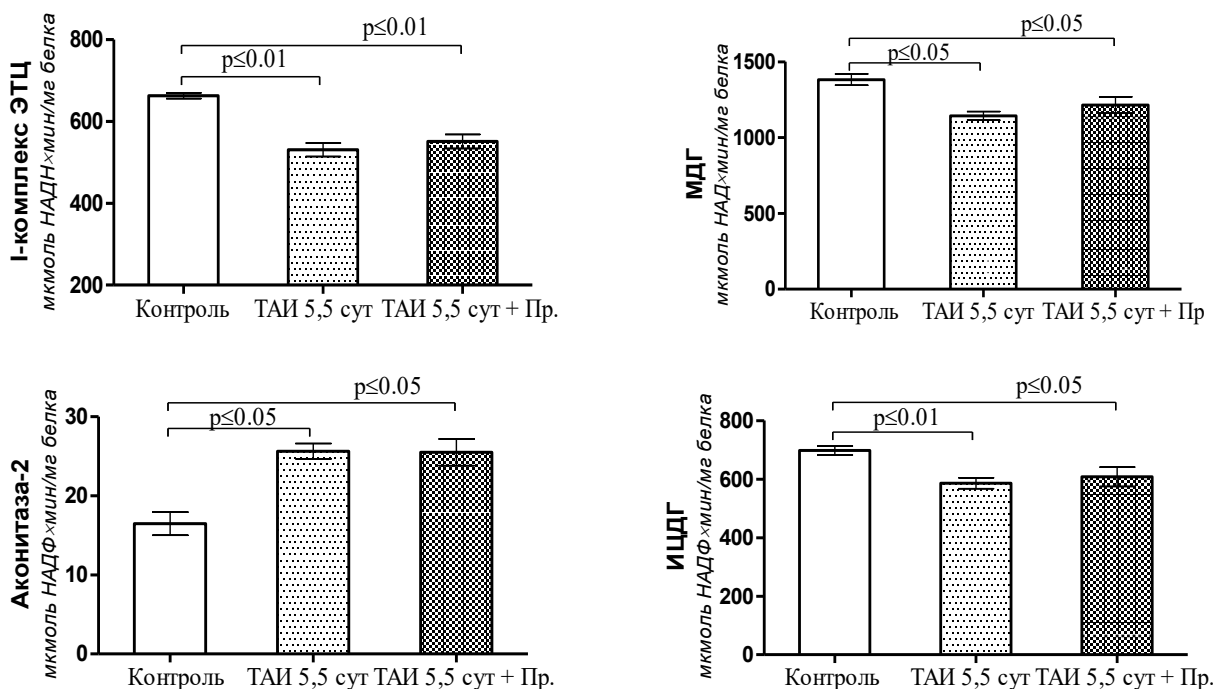 I-комплекс ЭТЦ
мкмоль НАДН×мин/мг белка
800
600
400
200
p≤0.01
p≤0.01
Контроль
ТАИ 5,5 сут
ТАИ 5,5 сут + Пр.
МДГ
мкмоль НАД×мин/мг белка
1500
1000
500
0
p≤0.05
p≤0.05
Контроль
ТАИ 5,5 сут
ТАИ 5,5 сут + Пр
Аконитаза-2
мкмоль НАДФ×мин/мг белка
30
20
10
0
p≤0.05
p≤0.05
Контроль
ТАИ 5,5 сут
ТАИ 5,5 сут + Пр.
ИЦДГ
мкмоль НАДФ×мин/мг белка
800
600
400
200
0
p≤0.05
p≤0.01
Контроль
ТАИ 5,5 сут
ТАИ 5,5 сут + Пр.